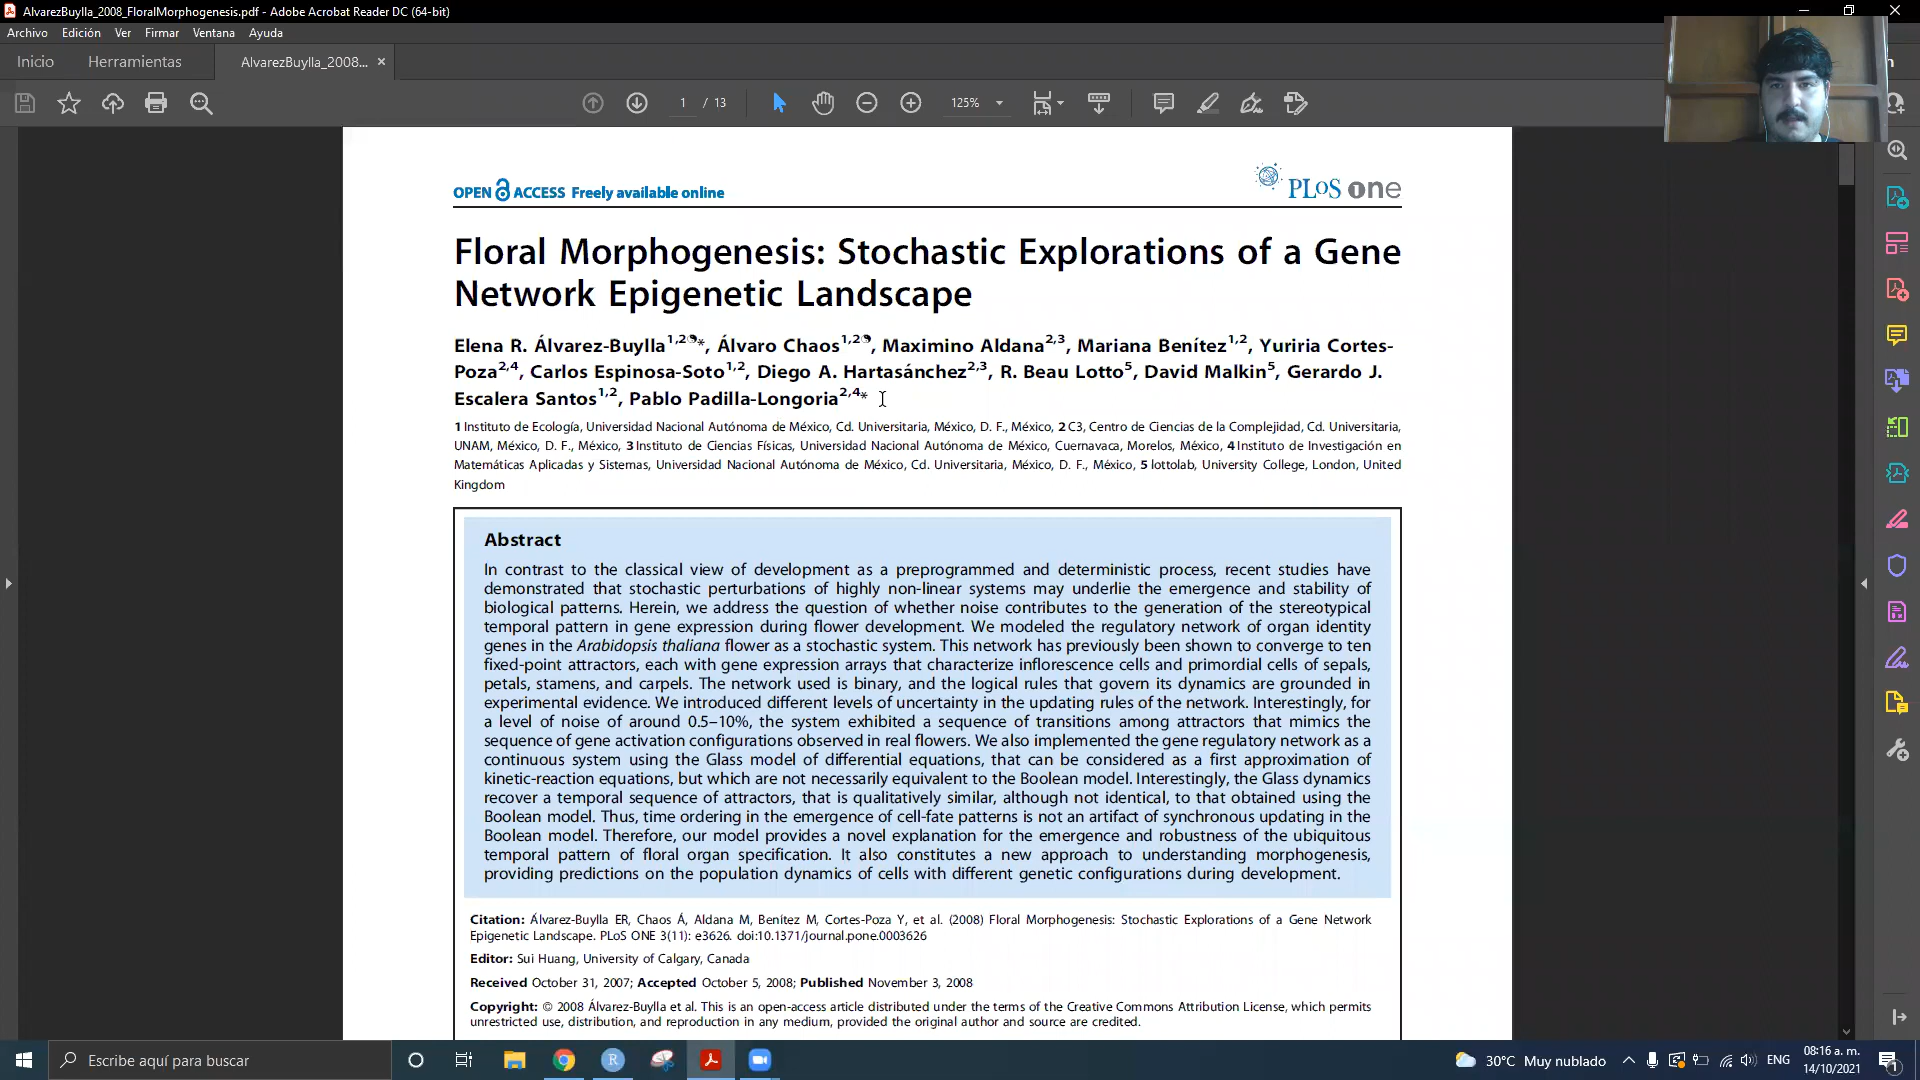 AlvarezBuylla_2008_FloralMorphogenesis.pdf - Adobe Acrobat Reader DC (64-bit)
Archivo Edición Ver Firmar Ventana Ayuda
Inicio Herramientas AlvarezBuylla_2008... ×
1 / 13 125%
OPEN ACCESS Freely available online
PLoS one
Floral Morphogenesis: Stochastic Explorations of a Gene
Network Epigenetic Landscape
Elena R. Álvarez-Buylla1,2*, Álvaro Chaos1,2, Maximino Aldana2,3, Mariana Benítez1,2, Yuriria Cortes-
Poza2,4, Carlos Espinosa-Soto1,2, Diego A. Hartasánchez2,3, R. Beau Lotto5, David Malkin5, Gerardo J.
Escalera Santos1,2, Pablo Padilla-Longoria2,4*
1 Instituto de Ecología, Universidad Nacional Autónoma de México, Cd. Universitaria, México, D. F., México, 2 C3, Centro de Ciencias de la Complejidad, Cd. Universitaria,
UNAM, México, D. F., México, 3 Instituto de Ciencias Físicas, Universidad Nacional Autónoma de México, Cuernavaca, Morelos, México, 4 Instituto de Investigación en
Matemáticas Aplicadas y Sistemas, Universidad Nacional Autónoma de México, Cd. Universitaria, México, D. F., México, 5 lottolab, University College, London, United
Kingdom
Abstract
In contrast to the classical view of development as a preprogrammed and deterministic process, recent studies have
demonstrated that stochastic perturbations of highly non-linear systems may underlie the emergence and stability of
biological patterns. Herein, we address the question of whether noise contributes to the generation of the stereotypical
temporal pattern in gene expression during flower development. We modeled the regulatory network of organ identity
genes in the Arabidopsis thaliana flower as a stochastic system. This network has previously been shown to converge to ten
fixed-point attractors, each with gene expression arrays that characterize inflorescence cells and primordial cells of sepals,
petals, stamens, and carpels. The network used is binary, and the logical rules that govern its dynamics are grounded in
experimental evidence. We introduced different levels of uncertainty in the updating rules of the network. Interestingly, for
a level of noise of around 0.5–10%, the system exhibited a sequence of transitions among attractors that mimics the
sequence of gene activation configurations observed in real flowers. We also implemented the gene regulatory network as a
continuous system using the Glass model of differential equations, that can be considered as a first approximation of
kinetic-reaction equations, but which are not necessarily equivalent to the Boolean model. Interestingly, the Glass dynamics
recover a temporal sequence of attractors, that is qualitatively similar, although not identical, to that obtained using the
Boolean model. Thus, time ordering in the emergence of cell-fate patterns is not an artifact of synchronous updating in the
Boolean model. Therefore, our model provides a novel explanation for the emergence and robustness of the ubiquitous
temporal pattern of floral organ specification. It also constitutes a new approach to understanding morphogenesis,
providing predictions on the population dynamics of cells with different genetic configurations during development.
Citation: Álvarez-Buylla ER, Chaos Á, Aldana M, Benítez M, Cortes-Poza Y, et al. (2008) Floral Morphogenesis: Stochastic Explorations of a Gene Network
Epigenetic Landscape. PLoS ONE 3(11): e3626. doi:10.1371/journal.pone.0003626
Editor: Sui Huang, University of Calgary, Canada
Received October 31, 2007; Accepted October 5, 2008; Published November 3, 2008
Copyright: © 2008 Álvarez-Buylla et al. This is an open-access article distributed under the terms of the Creative Commons Attribution License, which permits
unrestricted use, distribution, and reproduction in any medium, provided the original author and source are credited.
Escribe aquí para buscar
R
30°C Muy nublado
ENG
08:16 a. m.
14/10/2021
1